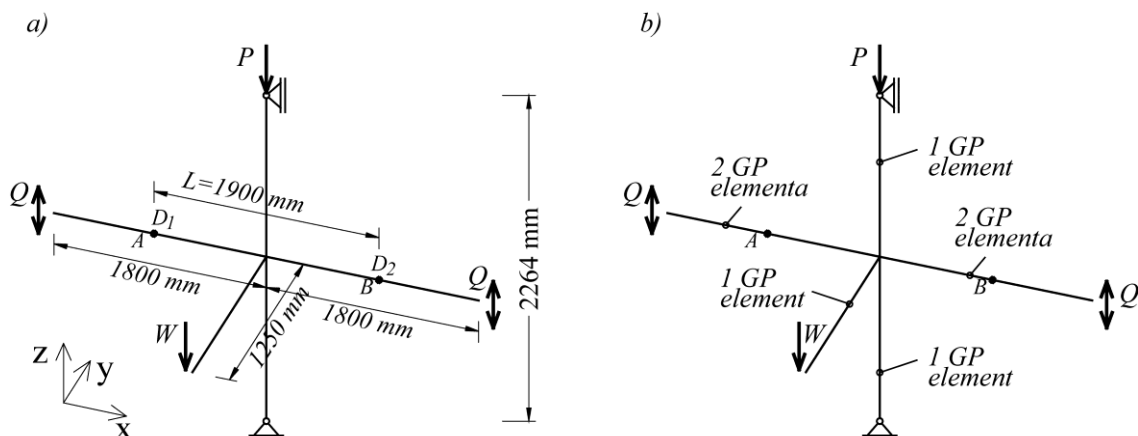 a)
P
Q
L=1900 mm
D1
A
D2
B
Q
1800 mm
1800 mm
1250 mm
2264 mm
W
z
y
x
b)
P
1 GP
element
2 GP
elementa
2 GP
elementa
A
B
Q
1 GP
element
W
1 GP
element